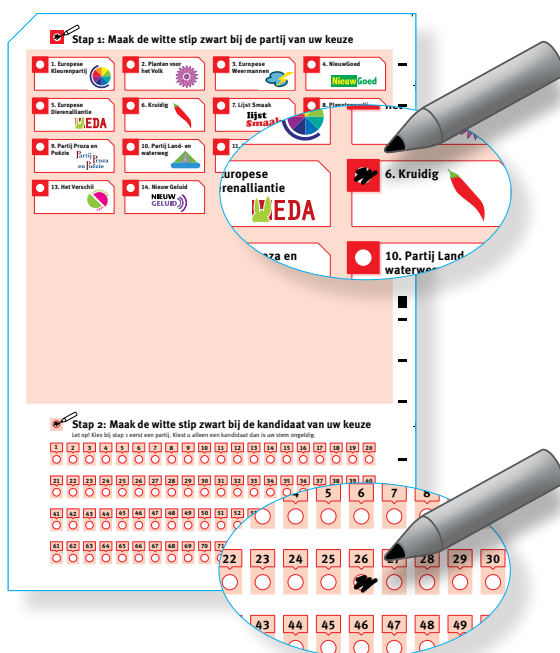 Stap 1: Maak de witte stip zwart bij de partij van uw keuze
1. Europese
Kleurenpartij
2. Planten voor
het Volk
3. Europese
Weermannen
4. NieuwGoed
NieuwGoed
5. Europese
Dierenalliantie
EDA
6. Kruidig
7. Lijst Smaak
lijst
Smaak
9. Partij Proza en
Poëzie
Partij Proza
en Poëzie
10. Partij Land- en
waterweg
11.
13. Het Verschil
14. Nieuw Geluid
NIEUW
GELUID
6. Kruidig
EDA
10. Partij Land
Stap 2: Maak de witte stip zwart bij de kandidaat van uw keuze
Let op! Kies bij stap 1 eerst een partij. Kiest u alleen een kandidaat dan is uw stem ongeldig.
1 2 3 4 5 6 7 8 9 10 11 12 13 14 15 16 17 18 19 20
21 22 23 24 25 26 27 28 29 30 31 32 33 34 35 36 37 38 39 40
41 42 43 44 45 46 47 48 49 50 51 52
61 62 63 64 65 66 67 68 69 70
4 5 6 7 8
22 23 24 25 26 27 28 29 30
43 44 45 46 47 48 49